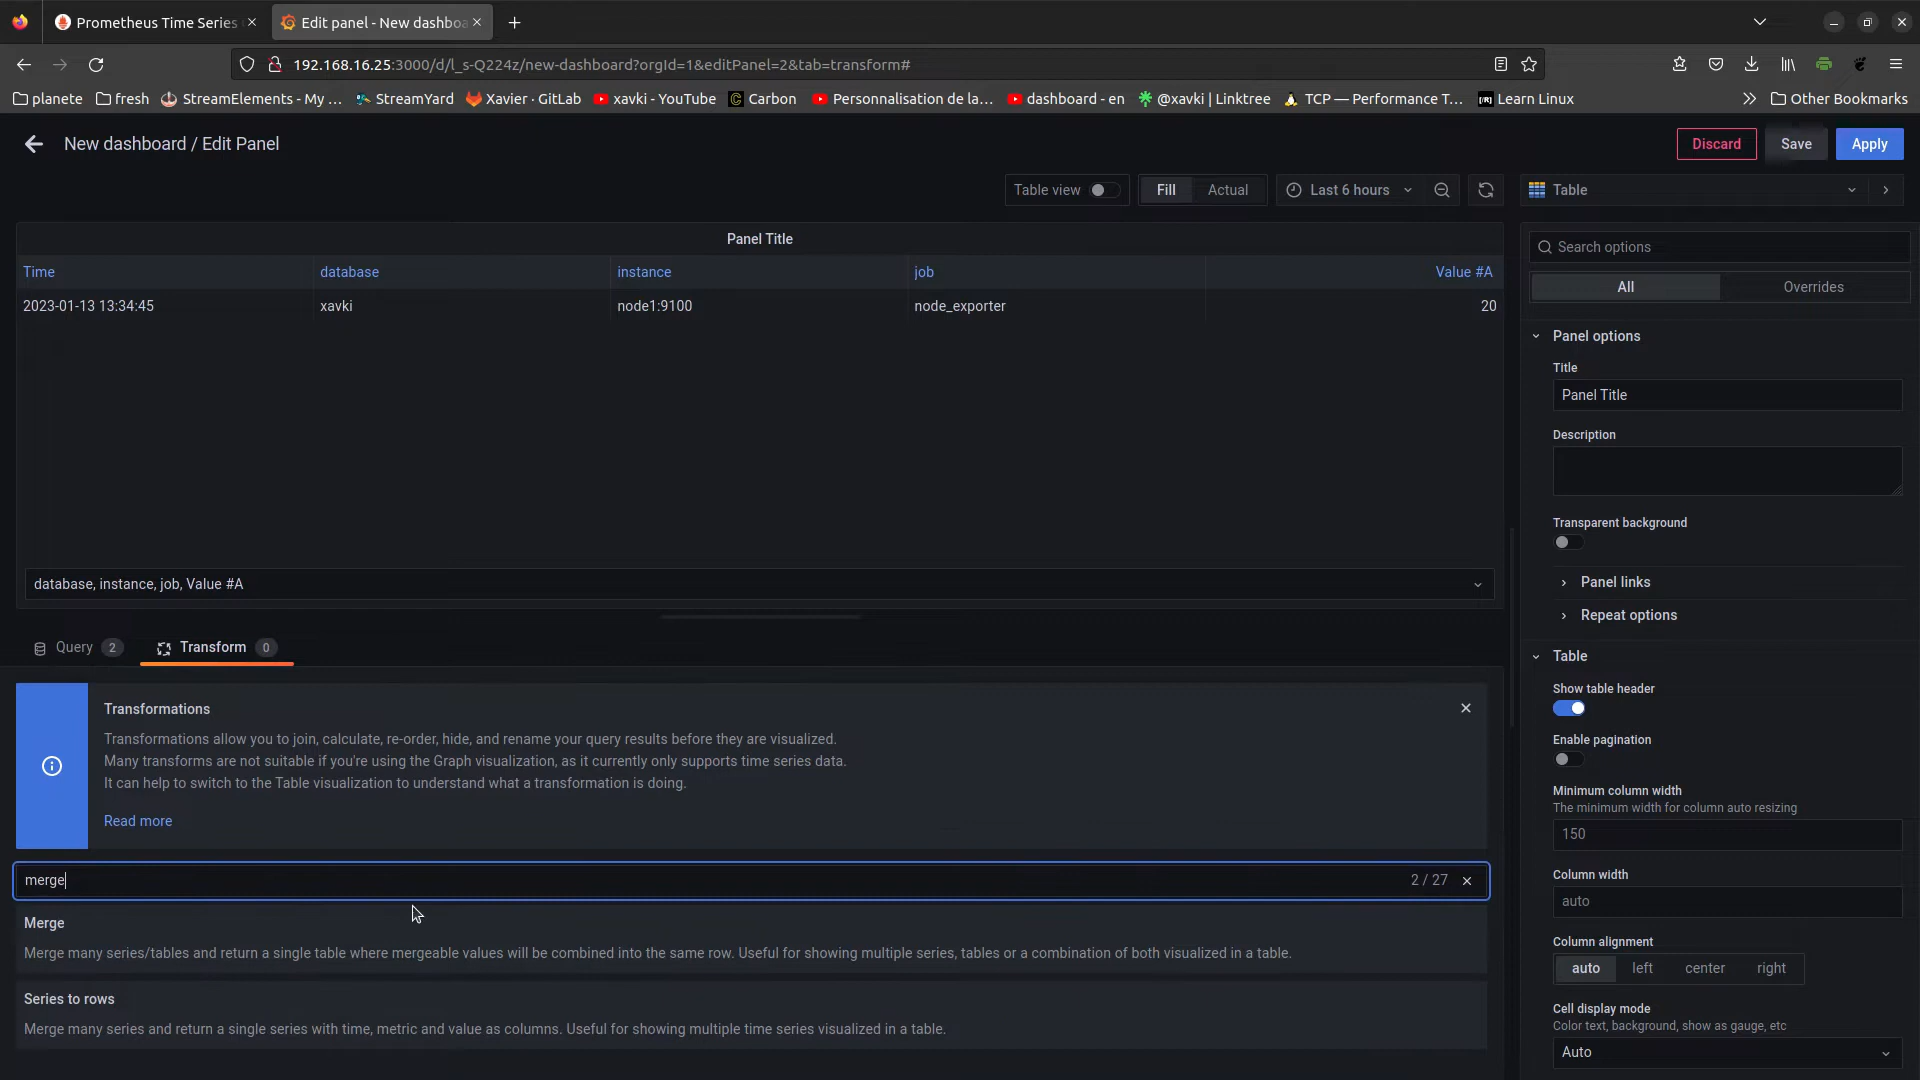 Prometheus Time Series
Edit panel - New dashboa
192.168.16.25:3000/d/l_s-Q224z/new-dashboard?orgId=1&editPanel=2&tab=transform#
planete
fresh
StreamElements - My ...
StreamYard
Xavier · GitLab
xavki - YouTube
Carbon
Personnalisation de la...
dashboard - en
@xavki | Linktree
TCP — Performance T...
[/R] Learn Linux
Other Bookmarks
New dashboard / Edit Panel
Discard
Save
Apply
Table view
Fill
Actual
Last 6 hours
Table
Panel Title
Time database instance job Value #A
2023-01-13 13:34:45 xavki node1:9100 node_exporter 20
database, instance, job, Value #A
Query 2
Transform 0
Transformations
Transformations allow you to join, calculate, re-order, hide, and rename your query results before they are visualized.
Many transforms are not suitable if you're using the Graph visualization, as it currently only supports time series data.
It can help to switch to the Table visualization to understand what a transformation is doing.
Read more
merge
2 / 27
Merge
Merge many series/tables and return a single table where mergeable values will be combined into the same row. Useful for showing multiple series, tables or a combination of both visualized in a table.
Series to rows
Merge many series and return a single series with time, metric and value as columns. Useful for showing multiple time series visualized in a table.
Search options
All
Overrides
Panel options
Title
Panel Title
Description
Transparent background
Panel links
Repeat options
Table
Show table header
Enable pagination
Minimum column width
The minimum width for column auto resizing
150
Column width
auto
Column alignment
auto left center right
Cell display mode
Color text, background, show as gauge, etc
Auto